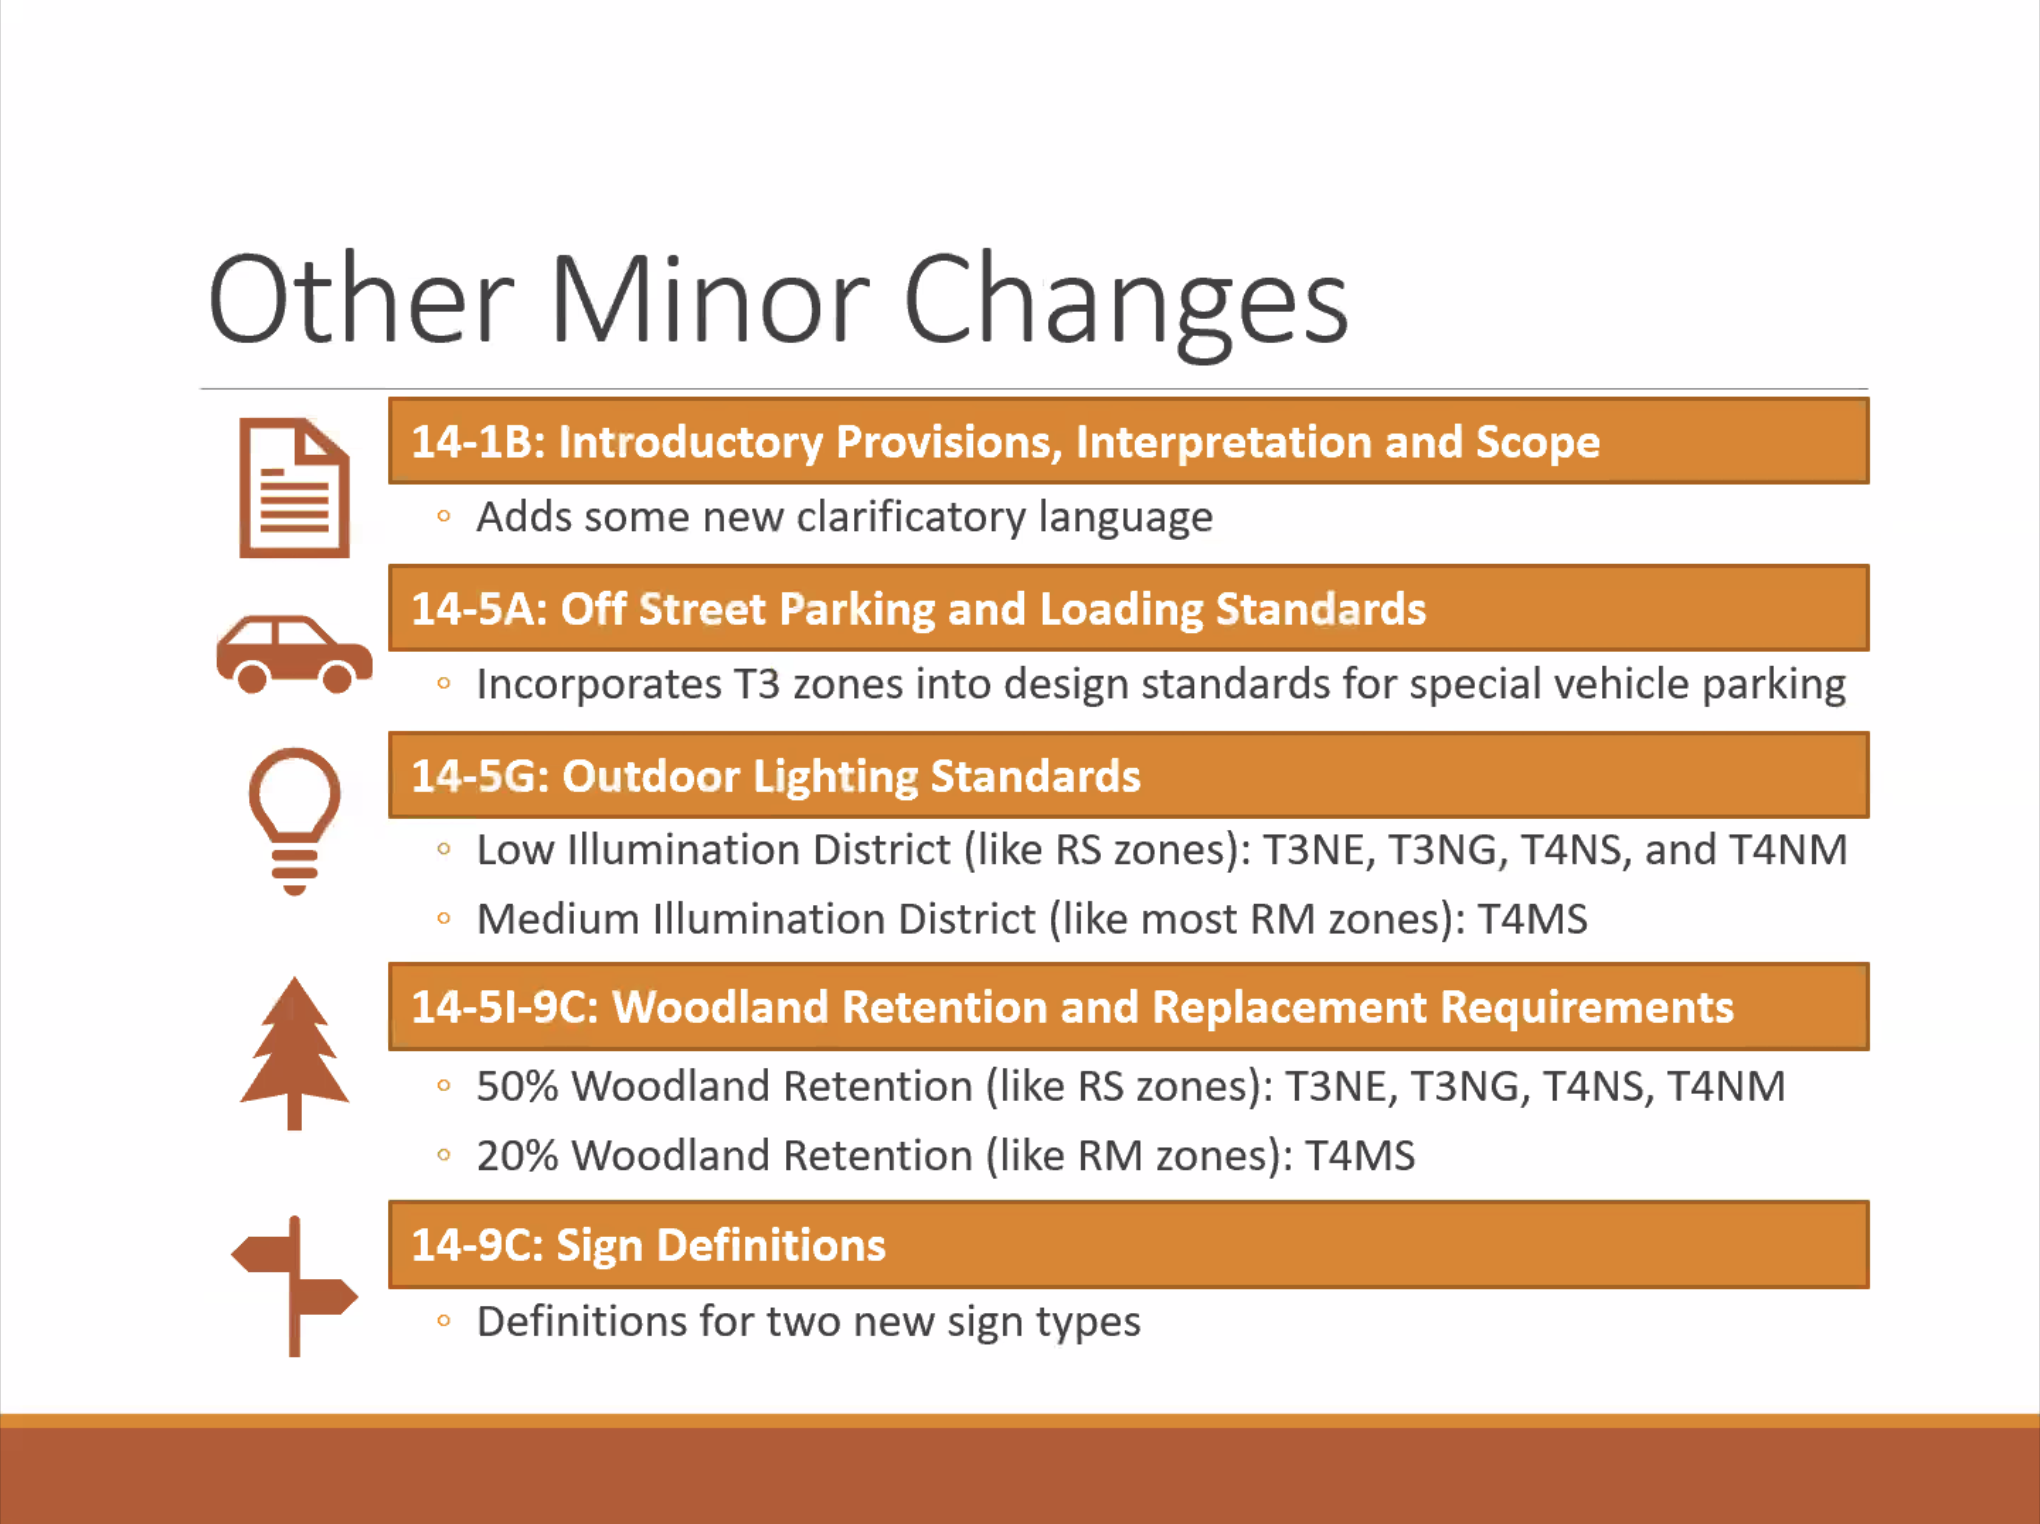 Other Minor Changes
14-1B: Introductory Provisions, Interpretation and Scope
Adds some new clarificatory language
14-5A: Off Street Parking and Loading Standards
Incorporates T3 zones into design standards for special vehicle parking
14-5G: Outdoor Lighting Standards
Low Illumination District (like RS zones): T3NE, T3NG, T4NS, and T4NM
Medium Illumination District (like most RM zones): T4MS
14-5I-9C: Woodland Retention and Replacement Requirements
50% Woodland Retention (like RS zones): T3NE, T3NG, T4NS, T4NM
20% Woodland Retention (like RM zones): T4MS
14-9C: Sign Definitions
Definitions for two new sign types